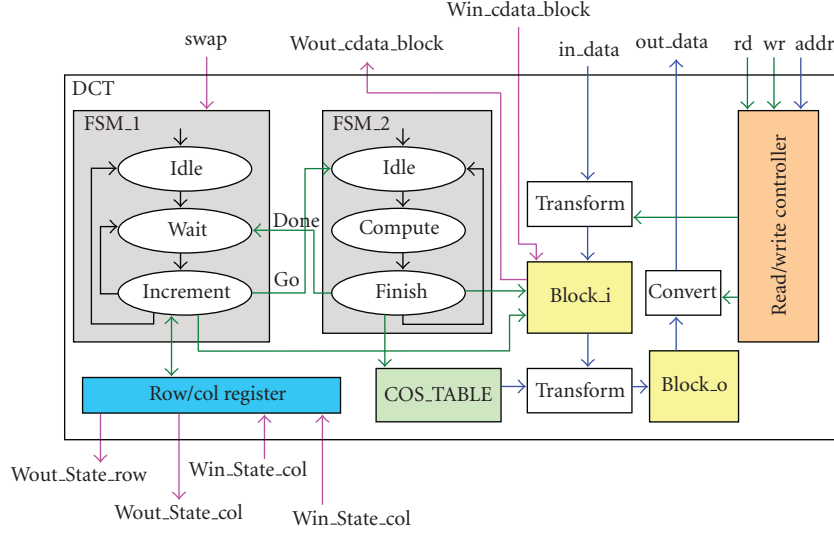 Win_cdata_block
swap
Wout_cdata_block
in_data
out_data
rd
wr
addr
DCT
FSM_1
FSM_2
Idle
Idle
Transform
Wait
Done
Compute
Read/write controller
Increment
Go
Finish
Block_i
Convert
Row/col register
COS_TABLE
Transform
Block_o
Wout_State_row
Win_State_col
Wout_State_col
Win_State_col